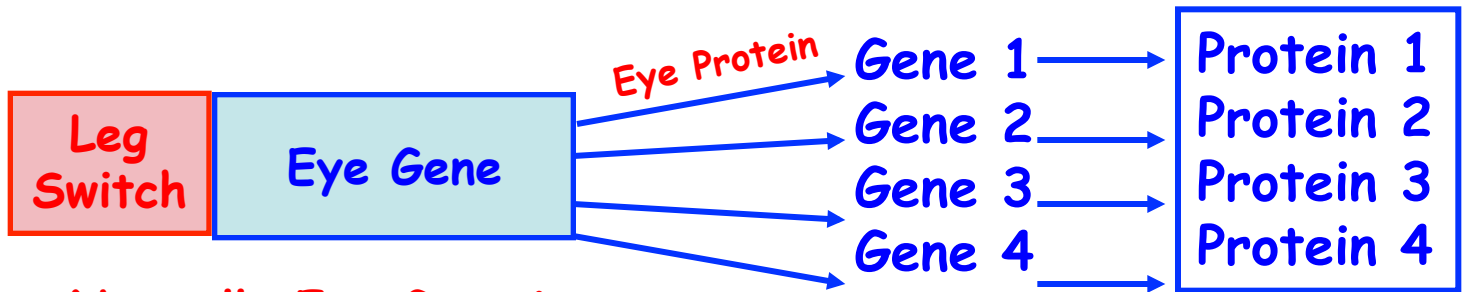 Leg
Switch
Eye Gene
Eye Protein
Gene 1
Gene 2
Gene 3
Gene 4
Protein 1
Protein 2
Protein 3
Protein 4